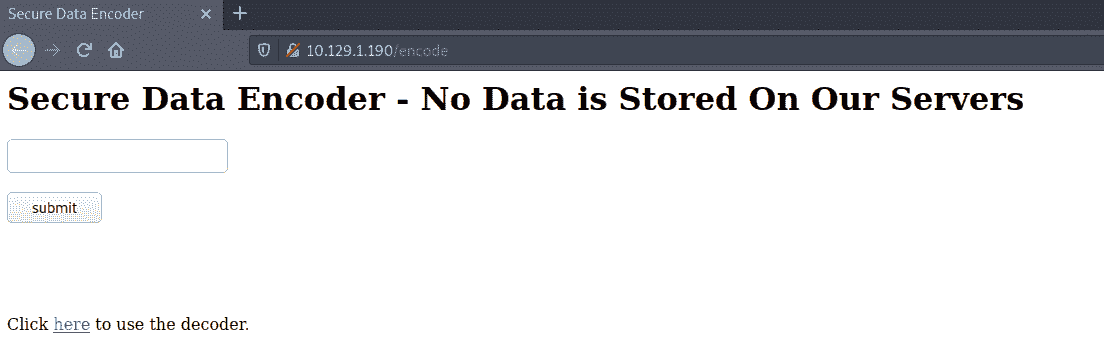 Secure Data Encoder
10.129.1.190/encode
Secure Data Encoder - No Data is Stored On Our Servers
submit
Click here to use the decoder.